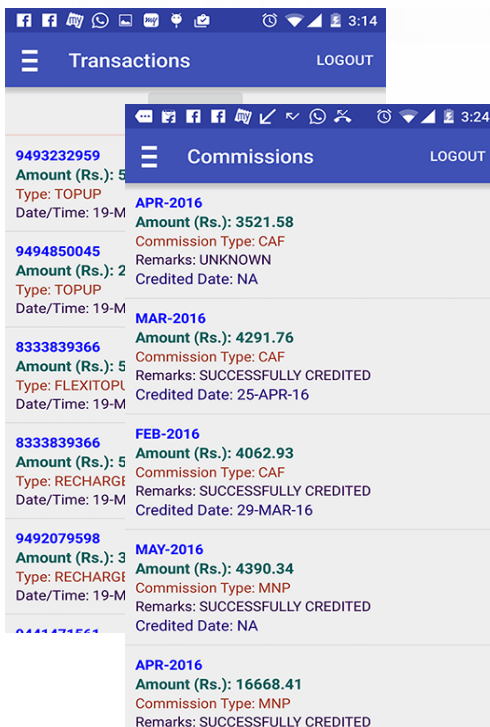 3:14
Transactions
LOGOUT
9493232959
Amount (Rs.): 5
Type: TOPUP
Date/Time: 19-M
9494850045
Amount (Rs.): 2
Type: TOPUP
Date/Time: 19-M
8333839366
Amount (Rs.): 5
Type: FLEXITOPU
Date/Time: 19-M
8333839366
Amount (Rs.): 5
Type: RECHARGE
Date/Time: 19-M
9492079598
Amount (Rs.): 3
Type: RECHARGE
Date/Time: 19-M
3:24
Commissions
LOGOUT
APR-2016
Amount (Rs.): 3521.58
Commission Type: CAF
Remarks: UNKNOWN
Credited Date: NA
MAR-2016
Amount (Rs.): 4291.76
Commission Type: CAF
Remarks: SUCCESSFULLY CREDITED
Credited Date: 25-APR-16
FEB-2016
Amount (Rs.): 4062.93
Commission Type: CAF
Remarks: SUCCESSFULLY CREDITED
Credited Date: 29-MAR-16
MAY-2016
Amount (Rs.): 4390.34
Commission Type: MNP
Remarks: SUCCESSFULLY CREDITED
Credited Date: NA
APR-2016
Amount (Rs.): 16668.41
Commission Type: MNP
Remarks: SUCCESSFULLY CREDITED